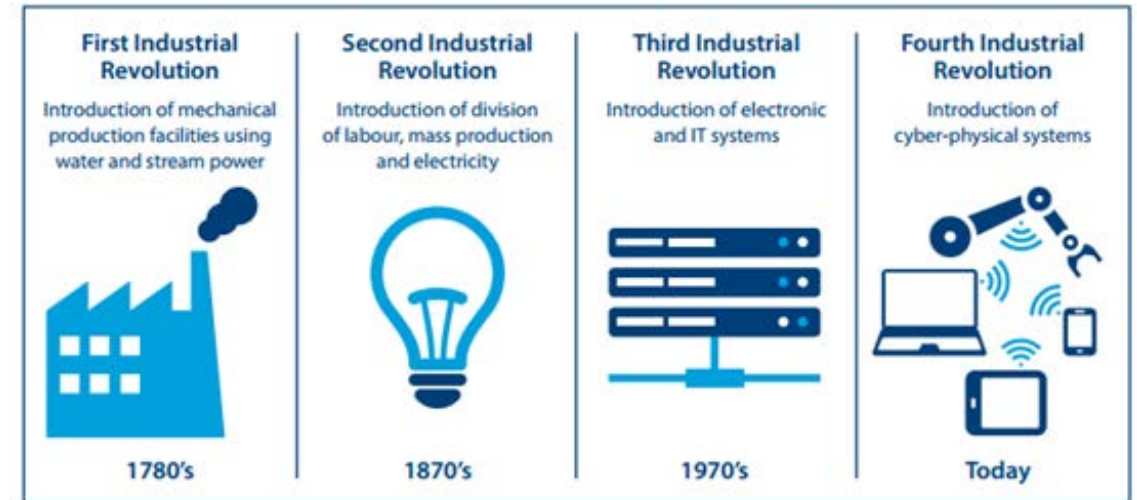 First Industrial
Revolution
Introduction of mechanical
production facilities using
water and stream power
1780's
Second Industrial
Revolution
Introduction of division
of labour, mass production
and electricity
1870's
Third Industrial
Revolution
Introduction of electronic
and IT systems
1970's
Fourth Industrial
Revolution
Introduction of
cyber-physical systems
Today